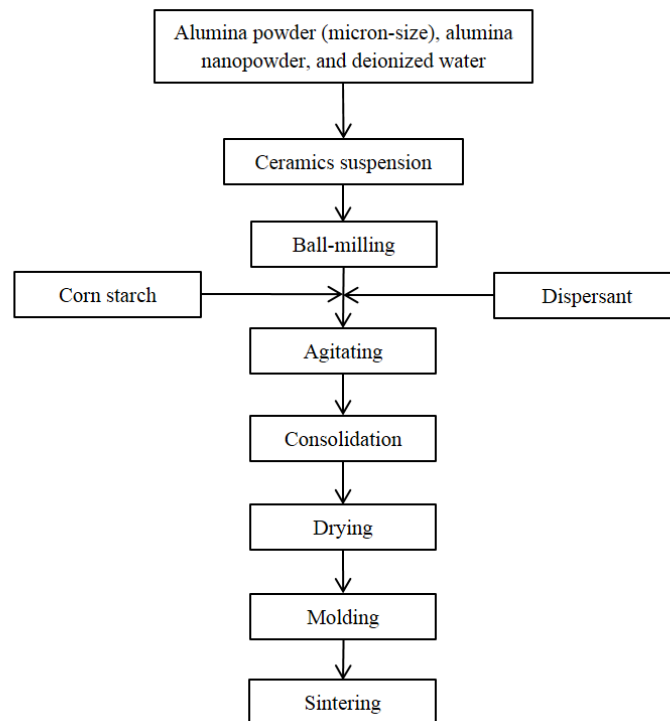 Alumina powder (micron-size), alumina
nanopowder, and deionized water
Ceramics suspension
Ball-milling
Corn starch
Dispersant
Agitating
Consolidation
Drying
Molding
Sintering